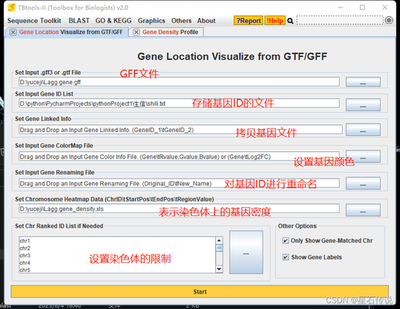 TBtools-II (Toolbox for Biologists) v2.0
Sequence Toolkit BLAST GO & KEGG Graphics Others About ?Report ?Help
Gene Location Visualize from GTF/GFF Gene Density Profile
Gene Location Visualize from GTF/GFF
Set Input .gff3 or .gtf File GFF文件
D:\yuceji\Lagg.gene.gff
Set Input Gene ID List
D:\python\PycharmProjects\pythonProject1\生信\shili.txt 存储基因ID的文件
Set Gene Linked Info
Drag and Drop an Input Gene Linked Info. (GeneID_1\tGeneID_2) 拷贝基因文件
Set Input Gene ColorMap File
Drag and Drop an Input Gene Color Info File. (Gene\tRvalue,Gvalue,Bvalue) or (Gene\tLog2FC) 设置基因颜色
Set Input Gene Renaming File
Drag and Drop an Input Gene Renaming File. (Original_ID\tNew_Name) 对基因ID进行重命名
Set Chromosome Heatmap Data (ChrID\tStartPos\tEndPos\tRegionValue)
D:\yuceji\Lagg.gene_density.xls 表示染色体上的基因密度
Set Chr Ranked ID List if Needed
chr1
chr2
chr3
chr4
chr5
设置染色体的限制
...
Other Options
Only Show Gene-Matched Chr
Show Gene Labels
Start
CSDN @星石传说